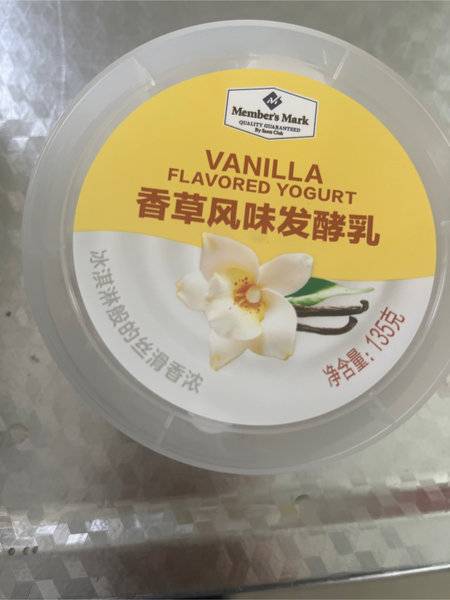 Member's Mark
QUALITY GUARANTEED
By Sam's Club
VANILLA
FLAVORED YOGURT
香草风味发酵乳
冰淇淋般的丝滑香浓
净含量:135克